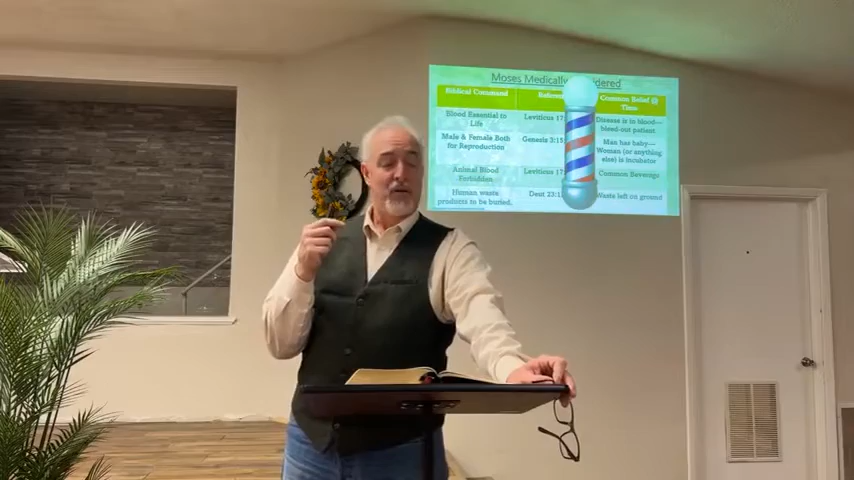 Moses Medically
Biblical Command
Common Belief @
Time
Blood Essential to
Life
Leviticus 17
Disease is in blood—
bleed-out patient
Male & Female Both
for Reproduction
Genesis 3:15
Man has baby—
Woman (or anything
else) is incubator
Animal Blood
Forbidden
Leviticus 17
Common Beverage
Human waste
products to be buried.
Deut 23:
Waste left on ground